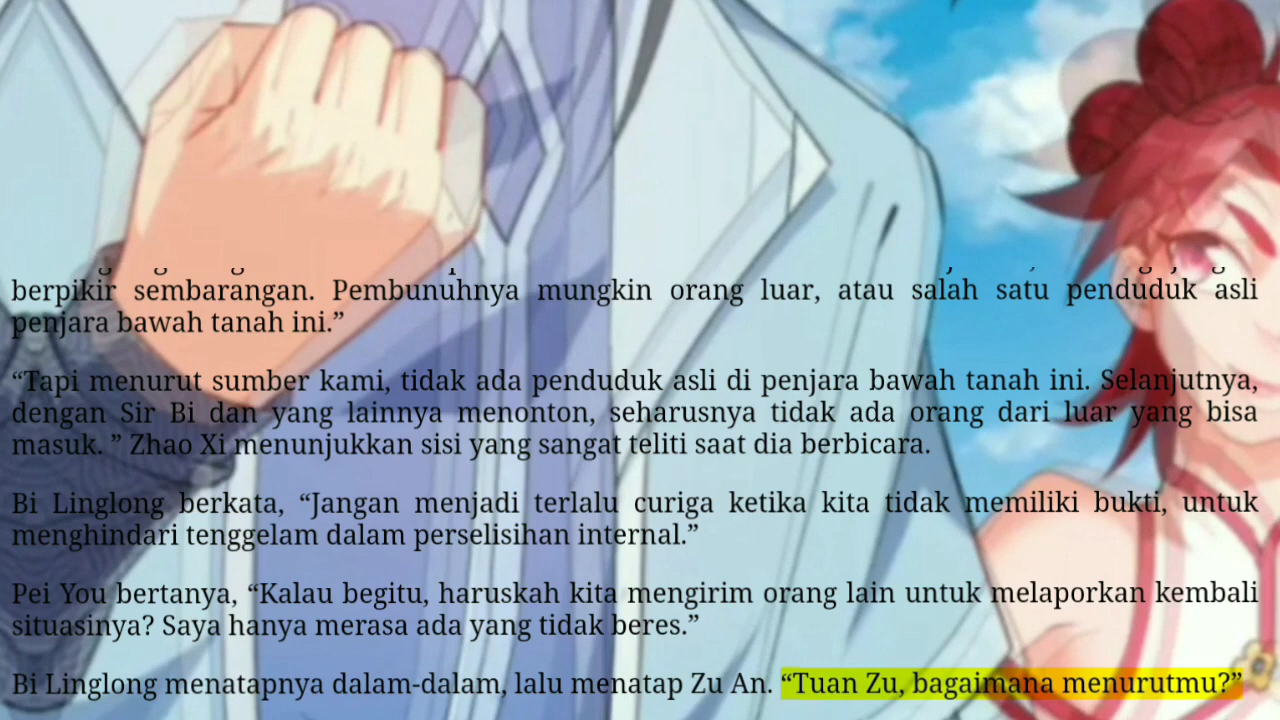 berpikir sembarangan. Pembunuhnya mungkin orang luar, atau salah satu penduduk asli
penjara bawah tanah ini.”
“Tapi menurut sumber kami, tidak ada penduduk asli di penjara bawah tanah ini. Selanjutnya,
dengan Sir Bi dan yang lainnya menonton, seharusnya tidak ada orang dari luar yang bisa
masuk. ” Zhao Xi menunjukkan sisi yang sangat teliti saat dia berbicara.
Bi Linglong berkata, “Jangan menjadi terlalu curiga ketika kita tidak memiliki bukti, untuk
menghindari tenggelam dalam perselisihan internal.”
Pei You bertanya, “Kalau begitu, haruskah kita mengirim orang lain untuk melaporkan kembali
situasinya? Saya hanya merasa ada yang tidak beres.”
Bi Linglong menatapnya dalam-dalam, lalu menatap Zu An. “Tuan Zu, bagaimana menurutmu?”